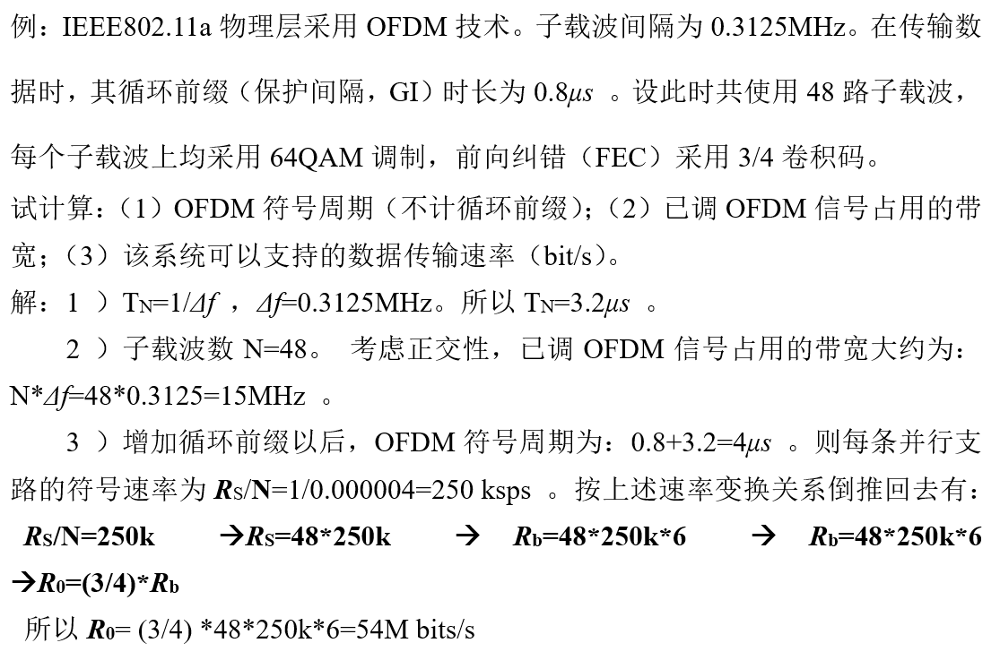 例：IEEE802.11a 物理层采用 OFDM 技术。子载波间隔为 0.3125MHz。在传输数
据时，其循环前缀（保护间隔，GI）时长为 0.8μs 。设此时共使用 48 路子载波，
每个子载波上均采用 64QAM 调制，前向纠错（FEC）采用 3/4 卷积码。
试计算：（1）OFDM 符号周期（不计循环前缀）；（2）已调 OFDM 信号占用的带
宽；（3）该系统可以支持的数据传输速率（bit/s）。
解：1 ）TN=1/Δf ，Δf=0.3125MHz。所以 TN=3.2μs 。
2 ）子载波数 N=48。 考虑正交性，已调 OFDM 信号占用的带宽大约为：
N*Δf=48*0.3125=15MHz 。
3 ）增加循环前缀以后，OFDM 符号周期为：0.8+3.2=4μs 。则每条并行支
路的符号速率为 RS/N=1/0.000004=250 ksps 。按上述速率变换关系倒推回去有：
RS/N=250k →RS=48*250k → Rb=48*250k*6 → Rb=48*250k*6
→R0=(3/4)*Rb
所以 R0= (3/4) *48*250k*6=54M bits/s